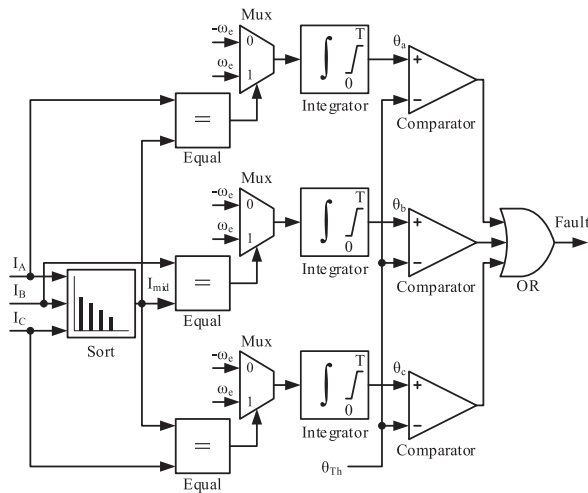 Mux
-ωe
0
ωe
1
T
∫
0
Integrator
θa
+
−
Comparator
=
Equal
Mux
-ωe
0
ωe
1
T
∫
0
Integrator
θb
+
−
Comparator
Fault
OR
IA
IB
IC
Sort
Imid
=
Equal
Mux
-ωe
0
ωe
1
T
∫
0
Integrator
θc
+
−
Comparator
=
Equal
θTh